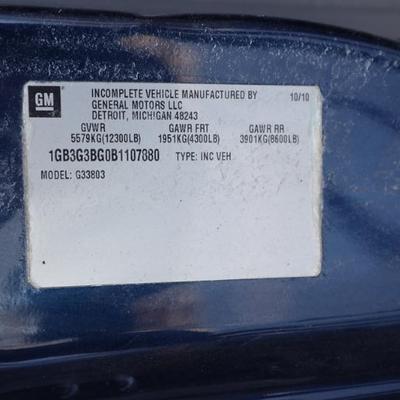 GM
INCOMPLETE VEHICLE MANUFACTURED BY 10/10
GENERAL MOTORS LLC
DETROIT, MICHIGAN 48243
GVWR GAWR FRT GAWR RR
5579KG(12300LB) 1951KG(4300LB) 3901KG(8600LB)
1GB3G3BG0B1107880 TYPE: INC VEH
MODEL: G33803